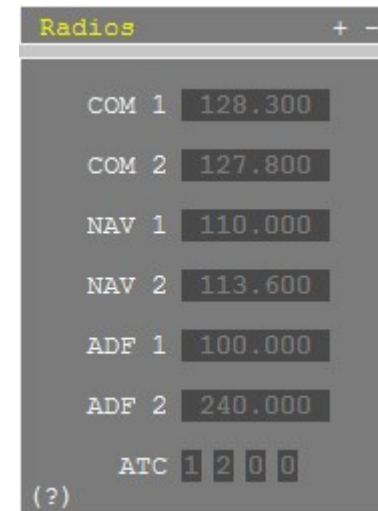 Radios + -
COM 1 128.300
COM 2 127.800
NAV 1 110.000
NAV 2 113.600
ADF 1 100.000
ADF 2 240.000
ATC 1 2 0 0
(?)